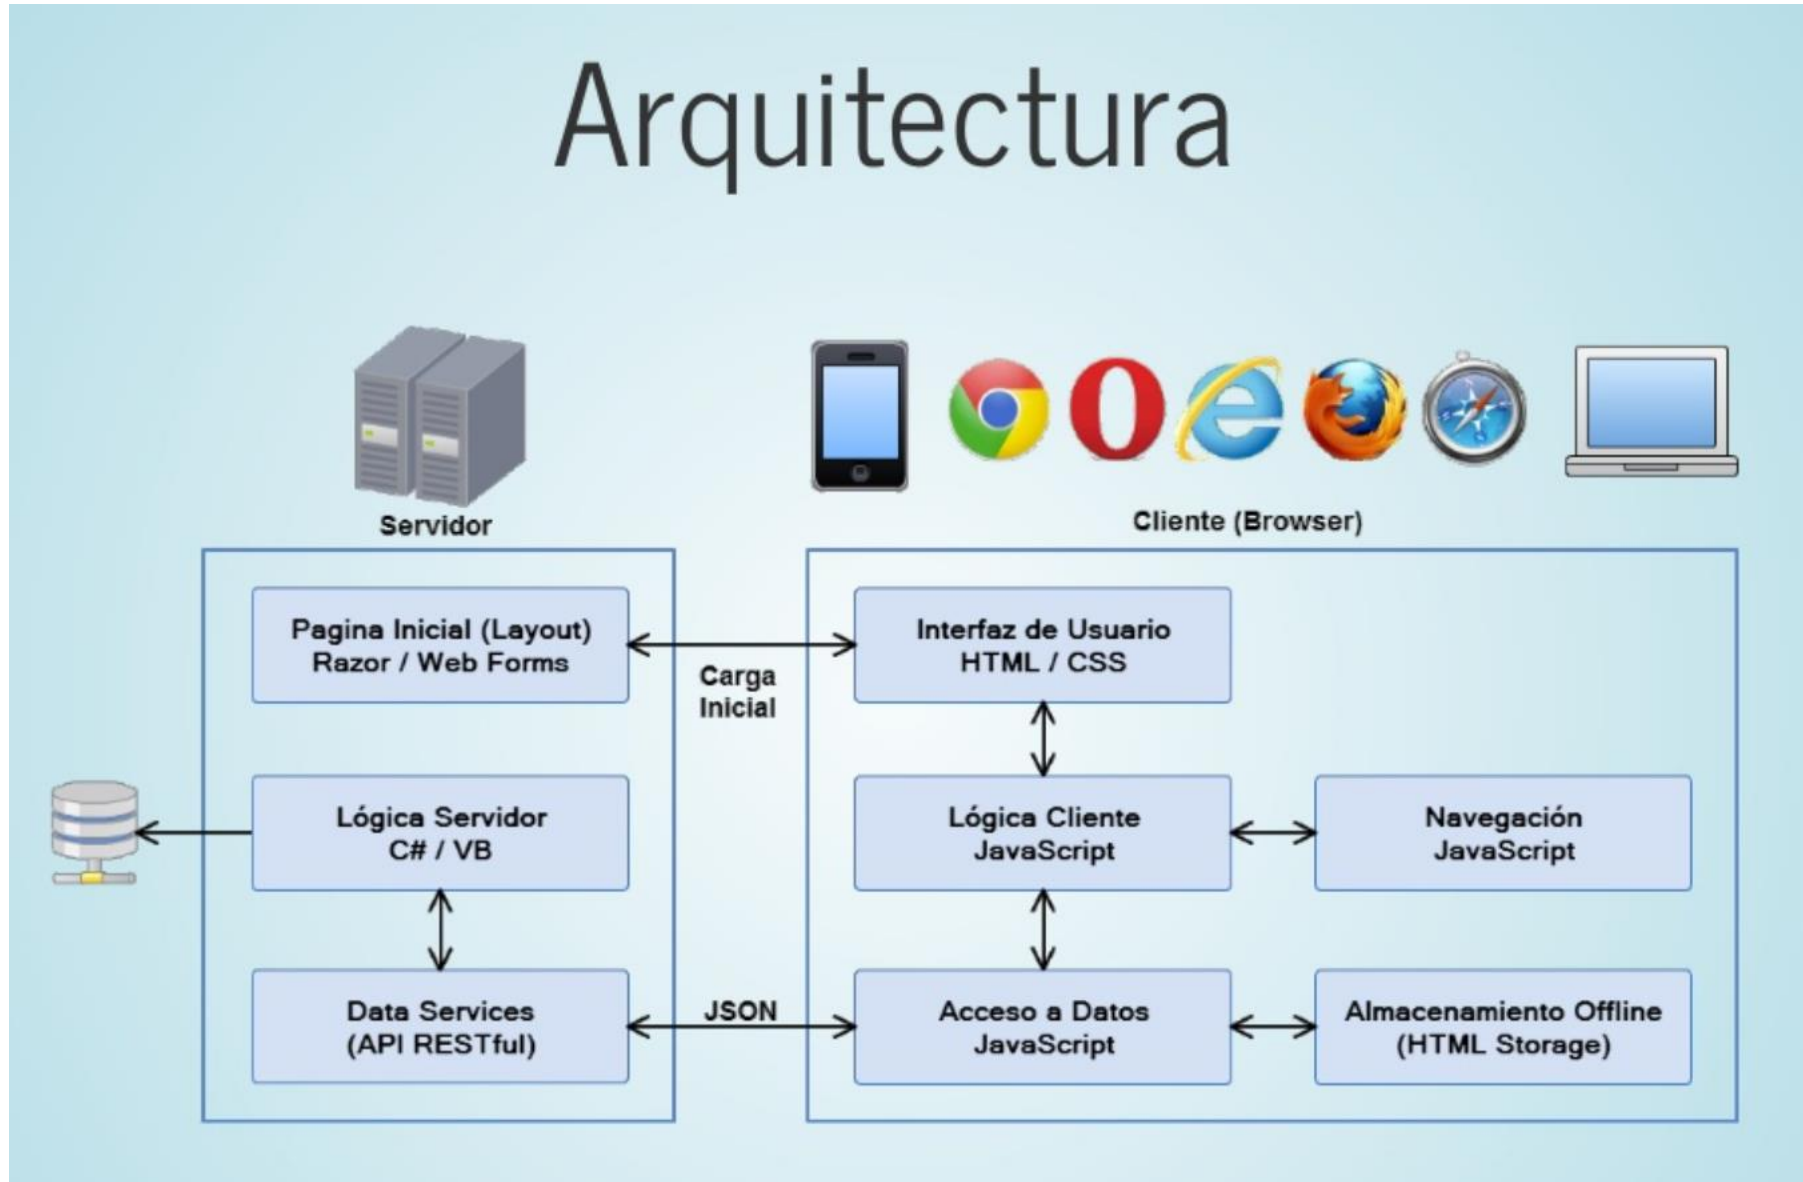 Arquitectura
Servidor
Cliente (Browser)
Pagina Inicial (Layout)
Razor / Web Forms
Carga
Inicial
Interfaz de Usuario
HTML / CSS
Lógica Servidor
C# / VB
Lógica Cliente
JavaScript
Navegación
JavaScript
Data Services
(API RESTful)
JSON
Acceso a Datos
JavaScript
Almacenamiento Offline
(HTML Storage)